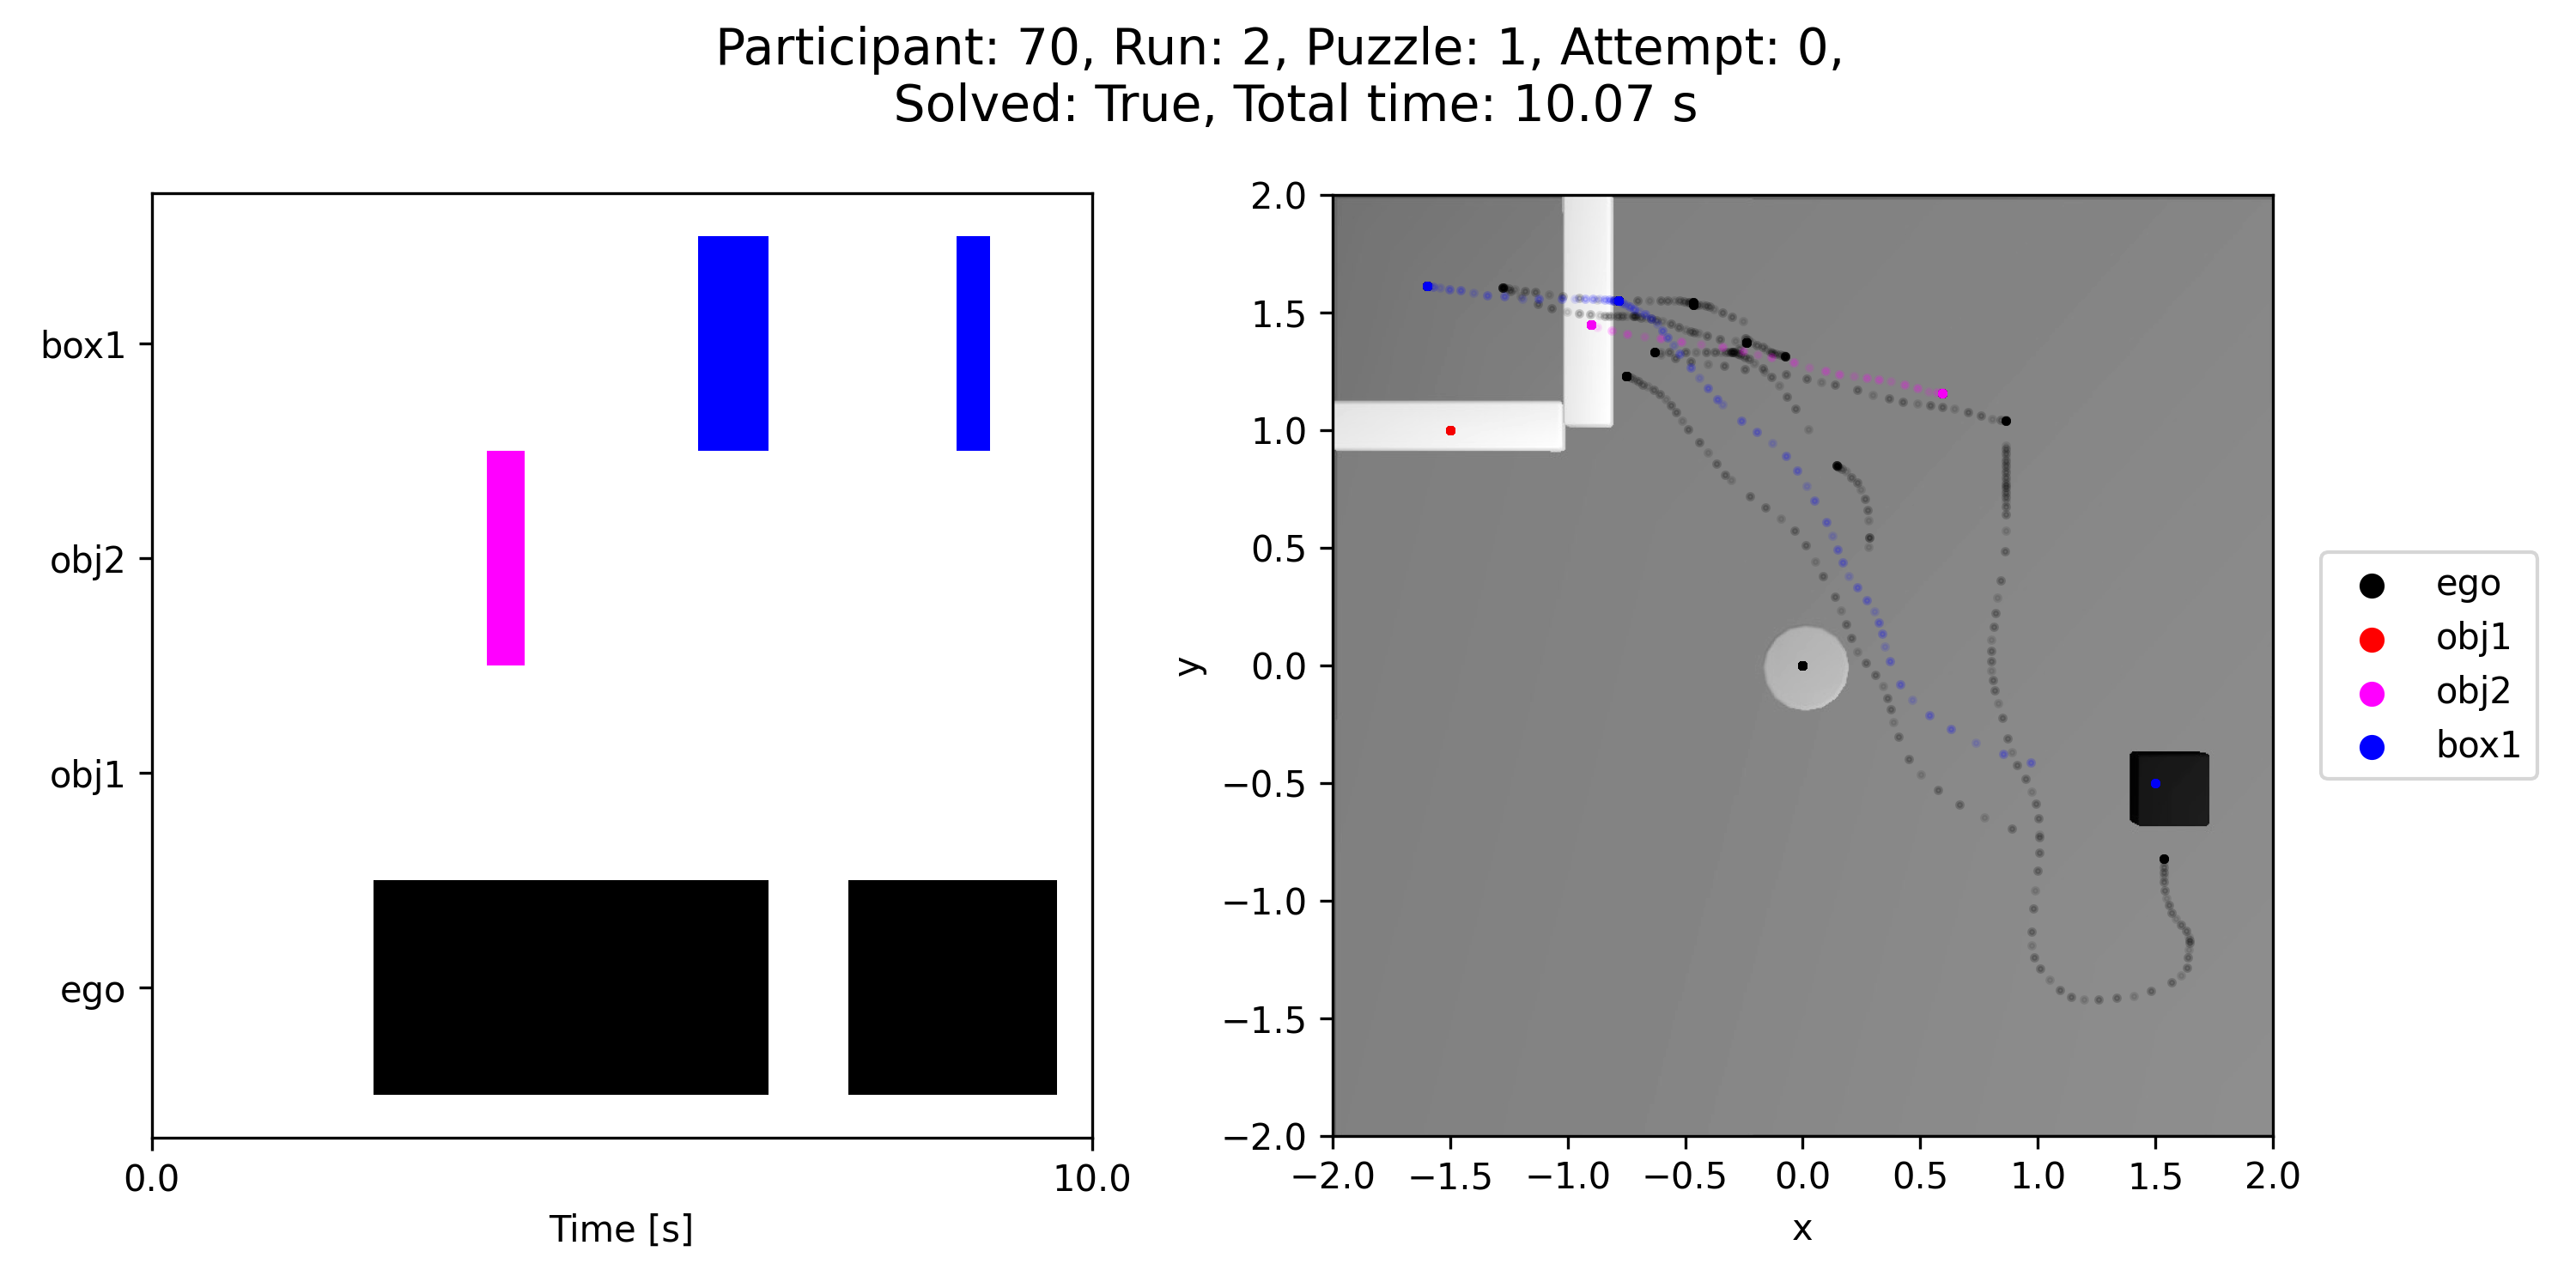 Participant: 70, Run: 2, Puzzle: 1, Attempt: 0,
Solved: True, Total time: 10.07 s
box1
obj2
obj1
ego
0.0
10.0
Time [s]
2.0
1.5
1.0
0.5
0.0
−0.5
−1.0
−1.5
−2.0
y
−2.0 −1.5 −1.0 −0.5 0.0 0.5 1.0 1.5 2.0
x
ego
obj1
obj2
box1